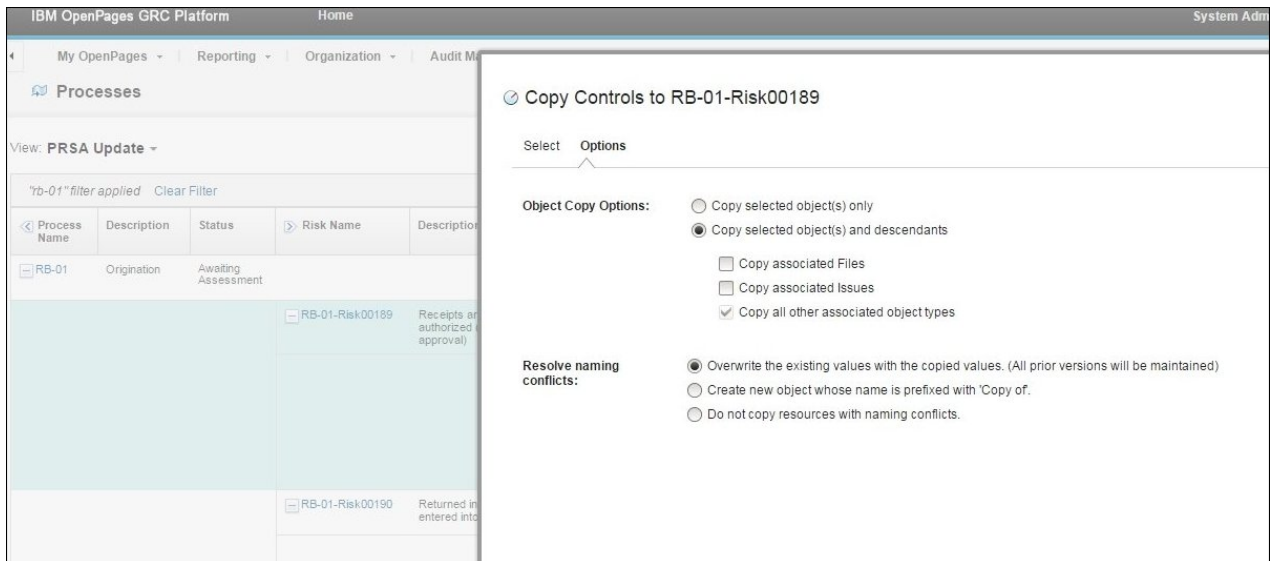 IBM OpenPages GRC Platform Home System Adm
My OpenPages Reporting Organization Audit Ma
Processes
View: PRSA Update
"rb-01" filter applied Clear Filter
Process Name Description Status Risk Name Description
RB-01 Origination Awaiting Assessment
RB-01-Risk00189 Receipts ar
authorized
approval)
RB-01-Risk00190 Returned in
entered into
Copy Controls to RB-01-Risk00189
Select Options
Object Copy Options:
Copy selected object(s) only
Copy selected object(s) and descendants
Copy associated Files
Copy associated Issues
Copy all other associated object types
Resolve naming
conflicts:
Overwrite the existing values with the copied values. (All prior versions will be maintained)
Create new object whose name is prefixed with 'Copy of'.
Do not copy resources with naming conflicts.